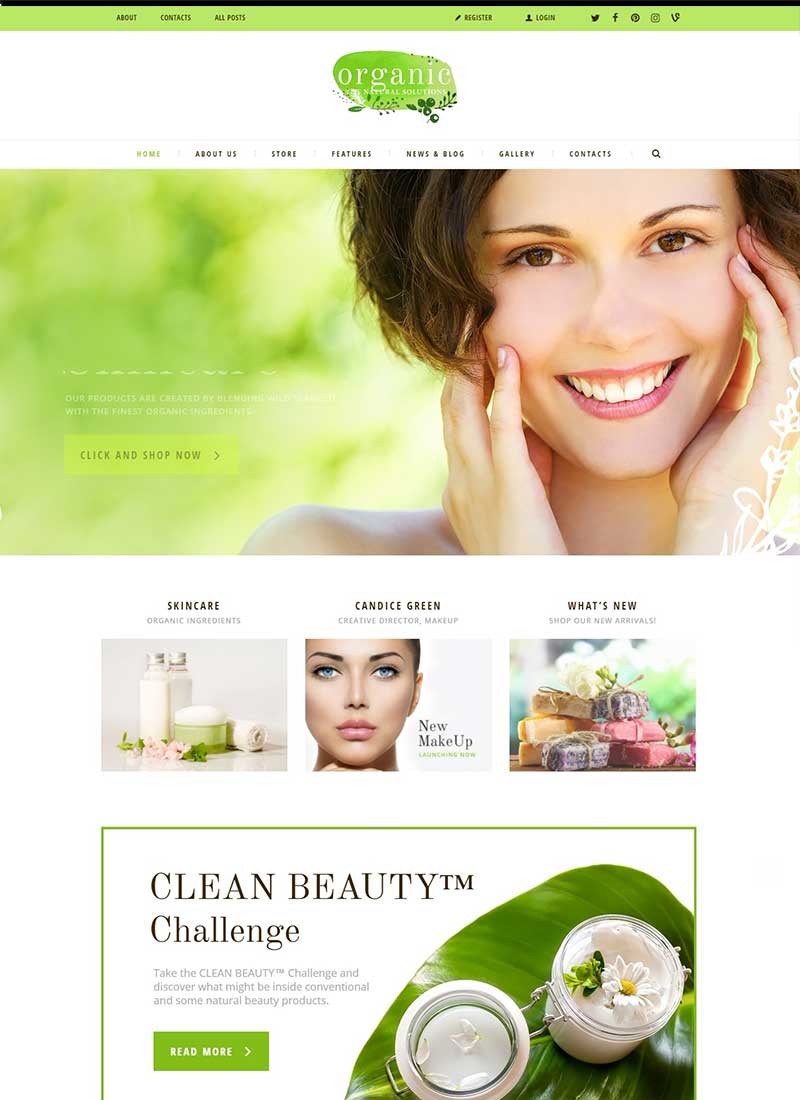 ABOUT CONTACTS ALL POSTS REGISTER LOGIN
organic
NATURAL SOLUTIONS
HOME ABOUT US STORE FEATURES NEWS & BLOG GALLERY CONTACTS
OUR PRODUCTS ARE CREATED BY BLENDING WILD
WITH THE FINEST ORGANIC INGREDIENTS
CLICK AND SHOP NOW
SKINCARE CANDICE GREEN WHAT'S NEW
ORGANIC INGREDIENTS CREATIVE DIRECTOR, MAKEUP SHOP OUR NEW ARRIVALS!
New
MakeUp
LAUNCHING NOW
CLEAN BEAUTY™
Challenge
Take the CLEAN BEAUTY™ Challenge and
discover what might be inside conventional
and some natural beauty products.
READ MORE